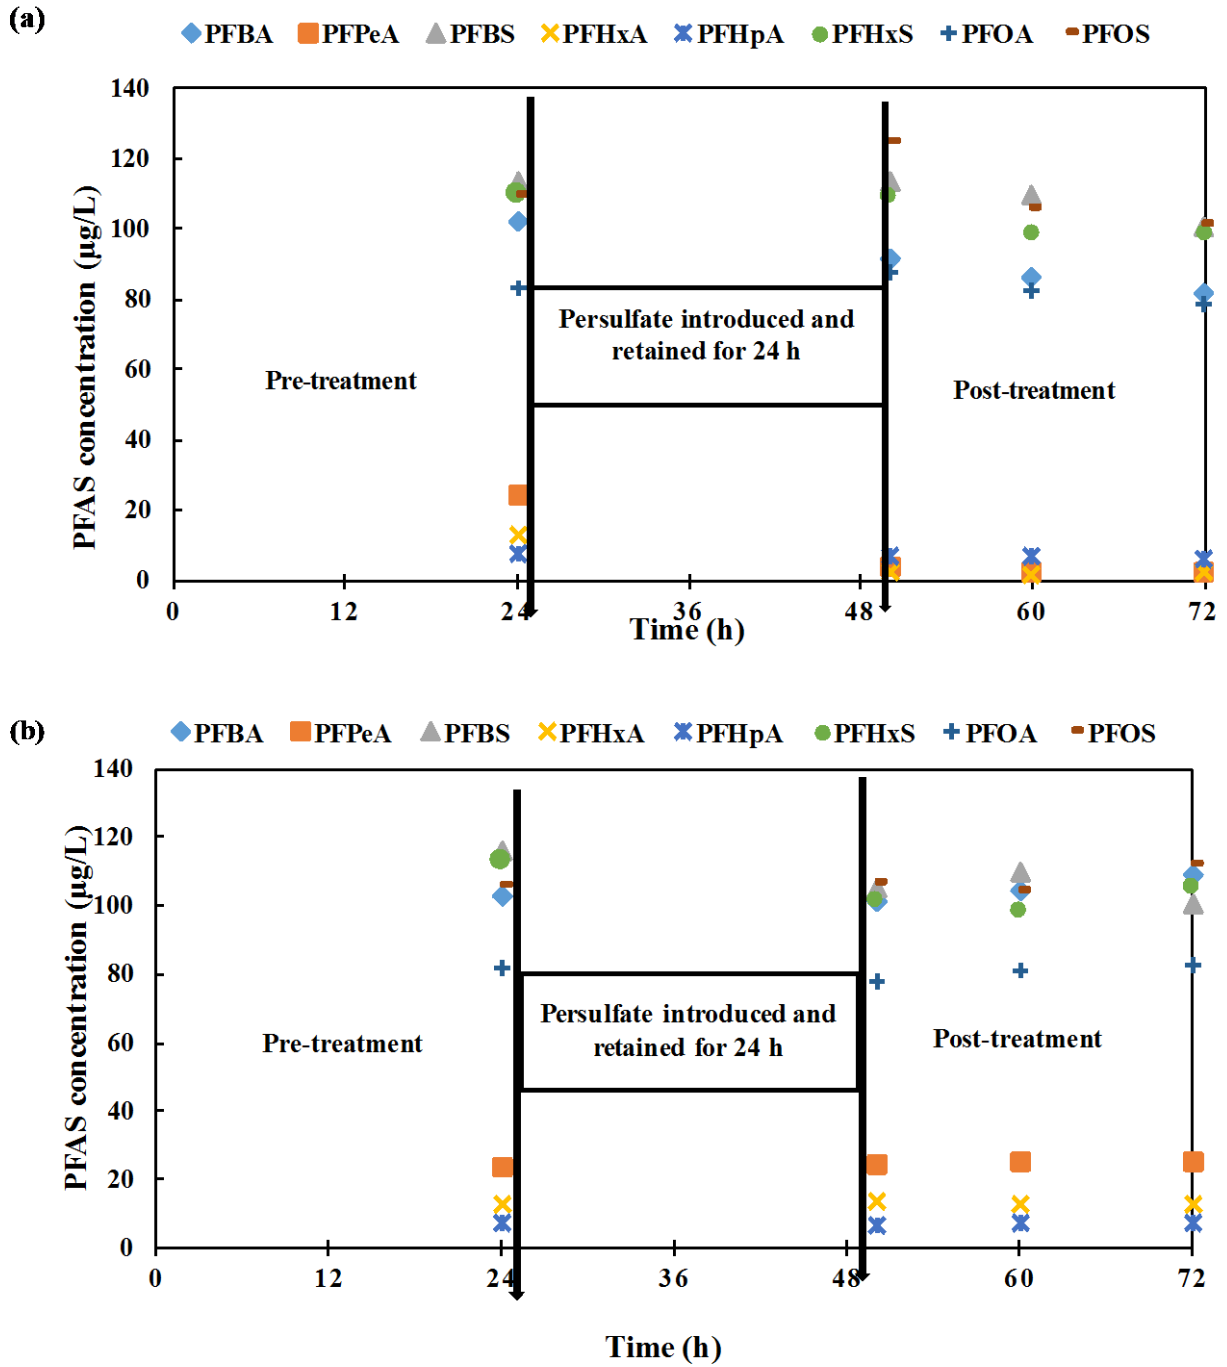 (a)
PFBA PFPeA PFBS PFHxA PFHpA PFHxS PFOA PFOS
140
120
100
80
60
40
20
0
PFAS concentration (µg/L)
Pre-treatment
Persulfate introduced and
retained for 24 h
Post-treatment
0 12 24 36 48 60 72
Time (h)
(b)
PFBA PFPeA PFBS PFHxA PFHpA PFHxS PFOA PFOS
140
120
100
80
60
40
20
0
PFAS concentration (µg/L)
Pre-treatment
Persulfate introduced and
retained for 24 h
Post-treatment
0 12 24 36 48 60 72
Time (h)